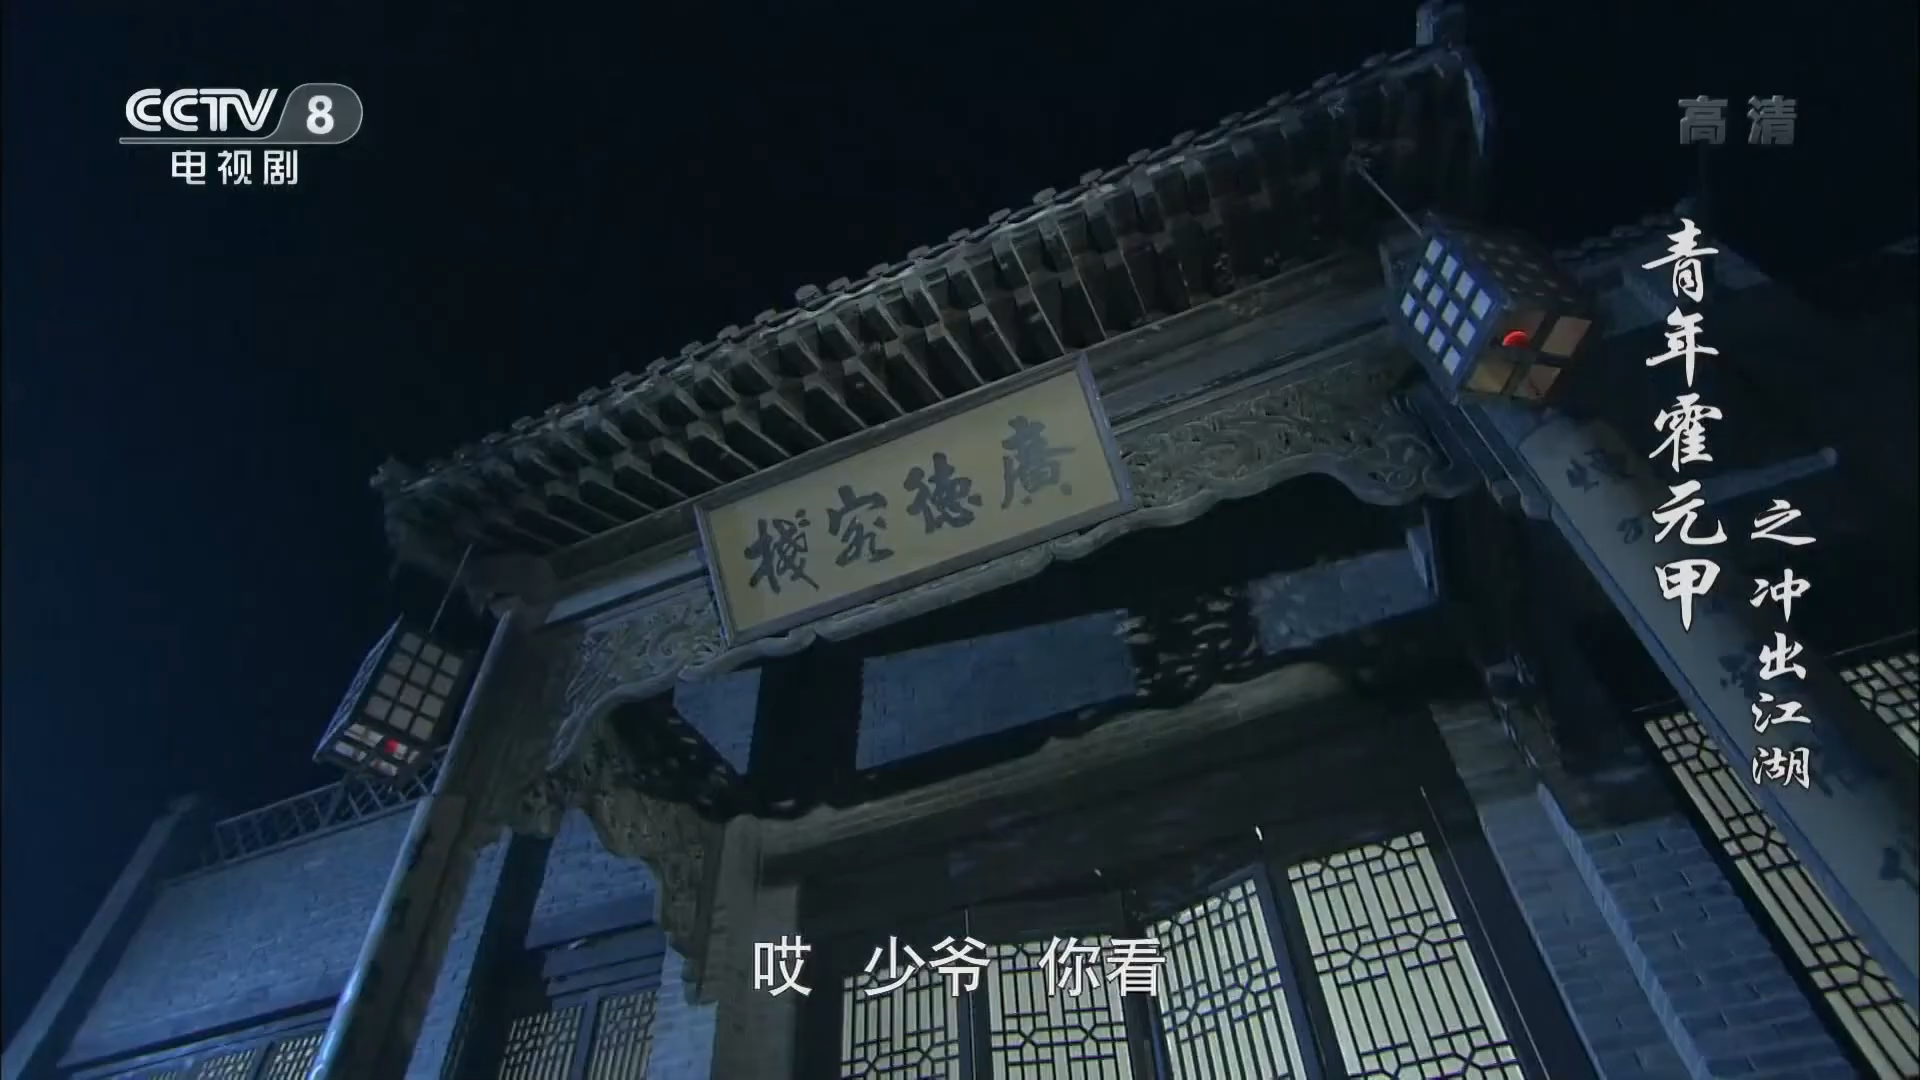 CCTV 8
电视剧
高清
青年霍元甲
之冲出江湖
廣德客棧
哎 少爷 你看